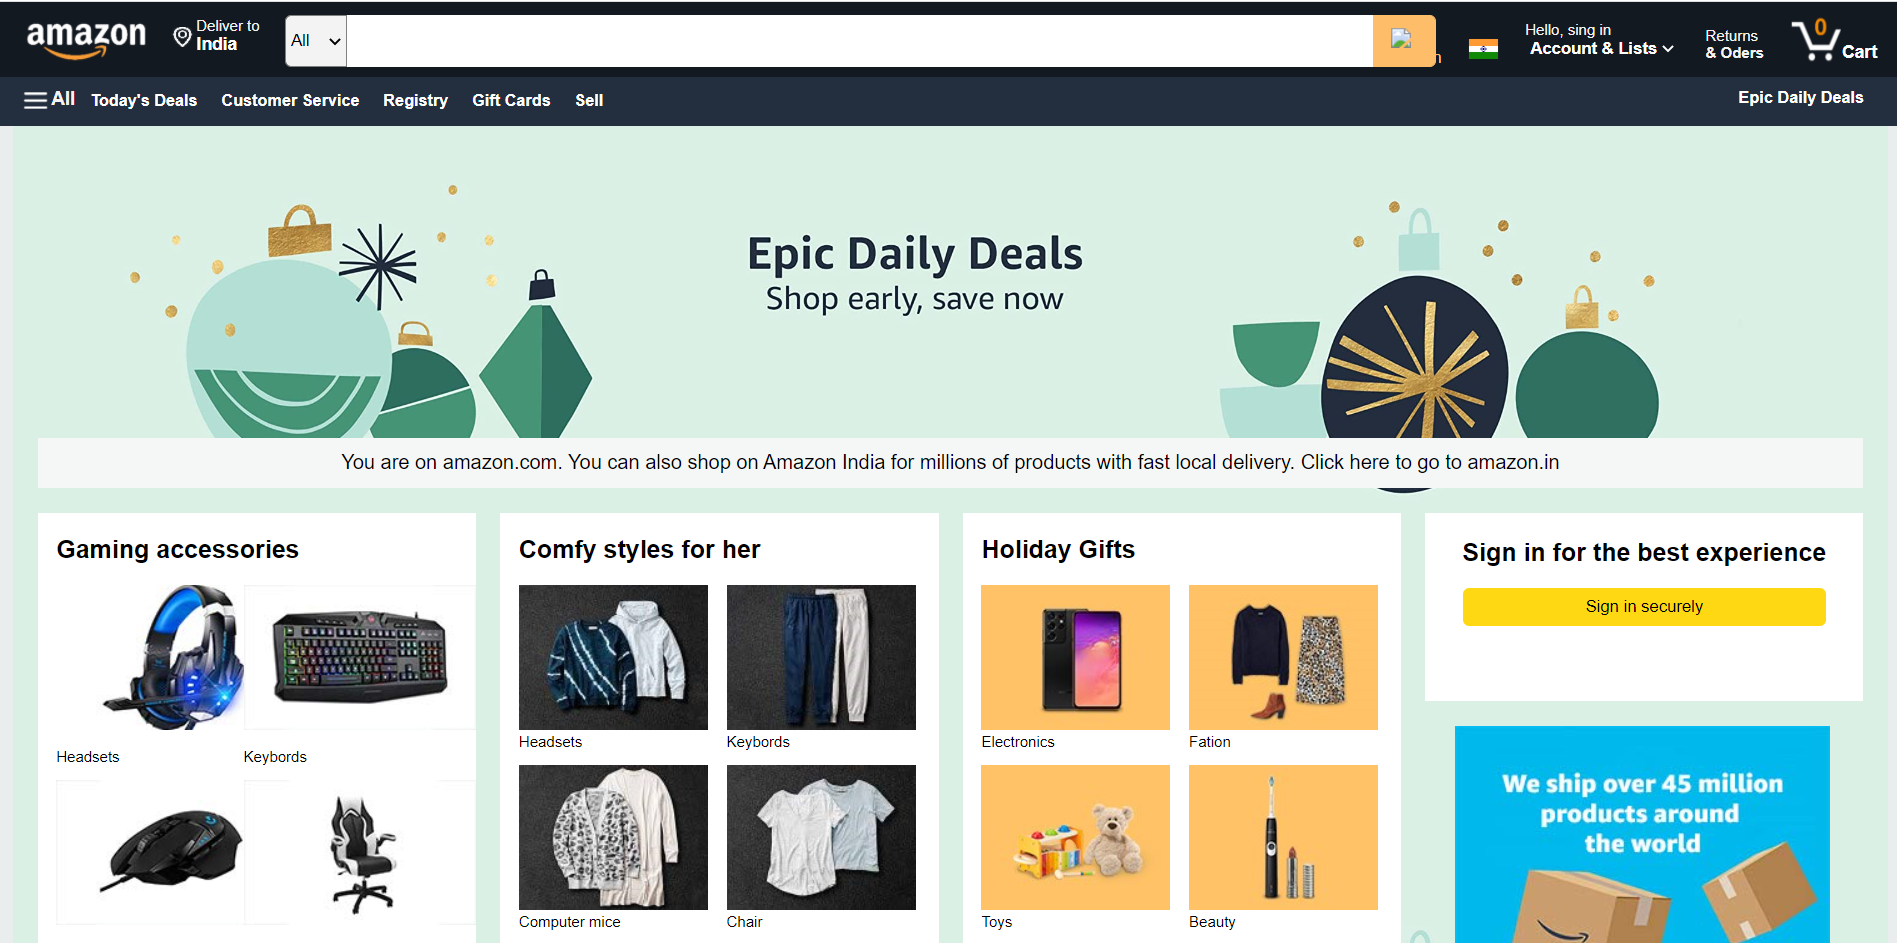 amazon
Deliver to
India
All
n
Hello, sing in
Account & Lists
Returns
& Oders
0
Cart
All
Today's Deals
Customer Service
Registry
Gift Cards
Sell
Epic Daily Deals
Epic Daily Deals
Shop early, save now
You are on amazon.com. You can also shop on Amazon India for millions of products with fast local delivery. Click here to go to amazon.in
Gaming accessories
Headsets
Keybords
Comfy styles for her
Headsets
Keybords
Computer mice
Chair
Holiday Gifts
Electronics
Fation
Toys
Beauty
Sign in for the best experience
Sign in securely
We ship over 45 million
products around
the world